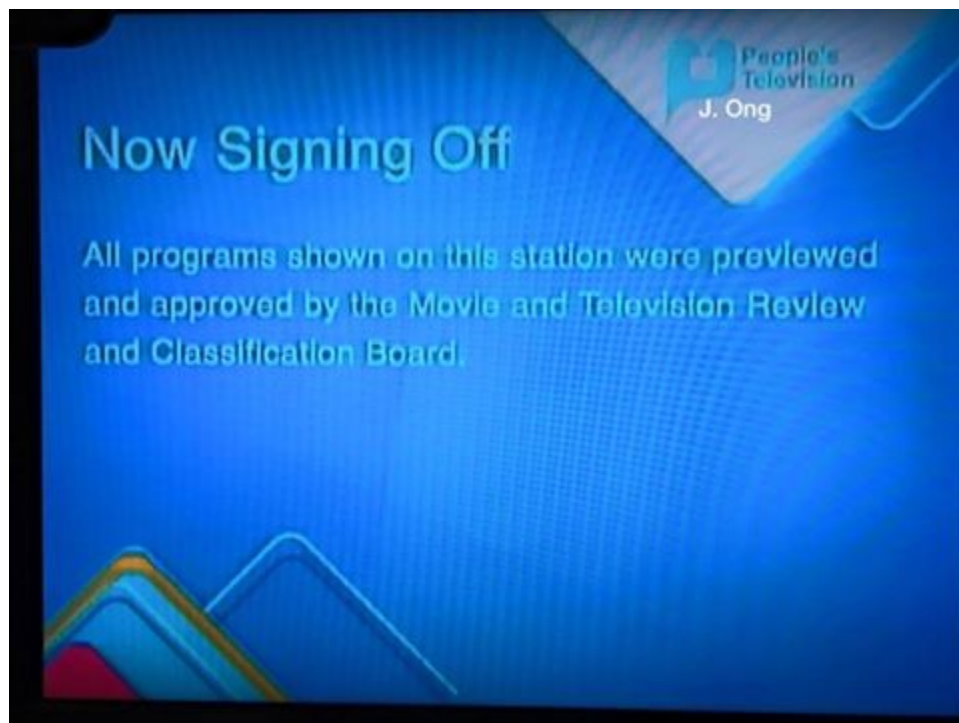 People's
Television
J. Ong
Now Signing Off
All programs shown on this station were previewed
and approved by the Movie and Television Review
and Classification Board.